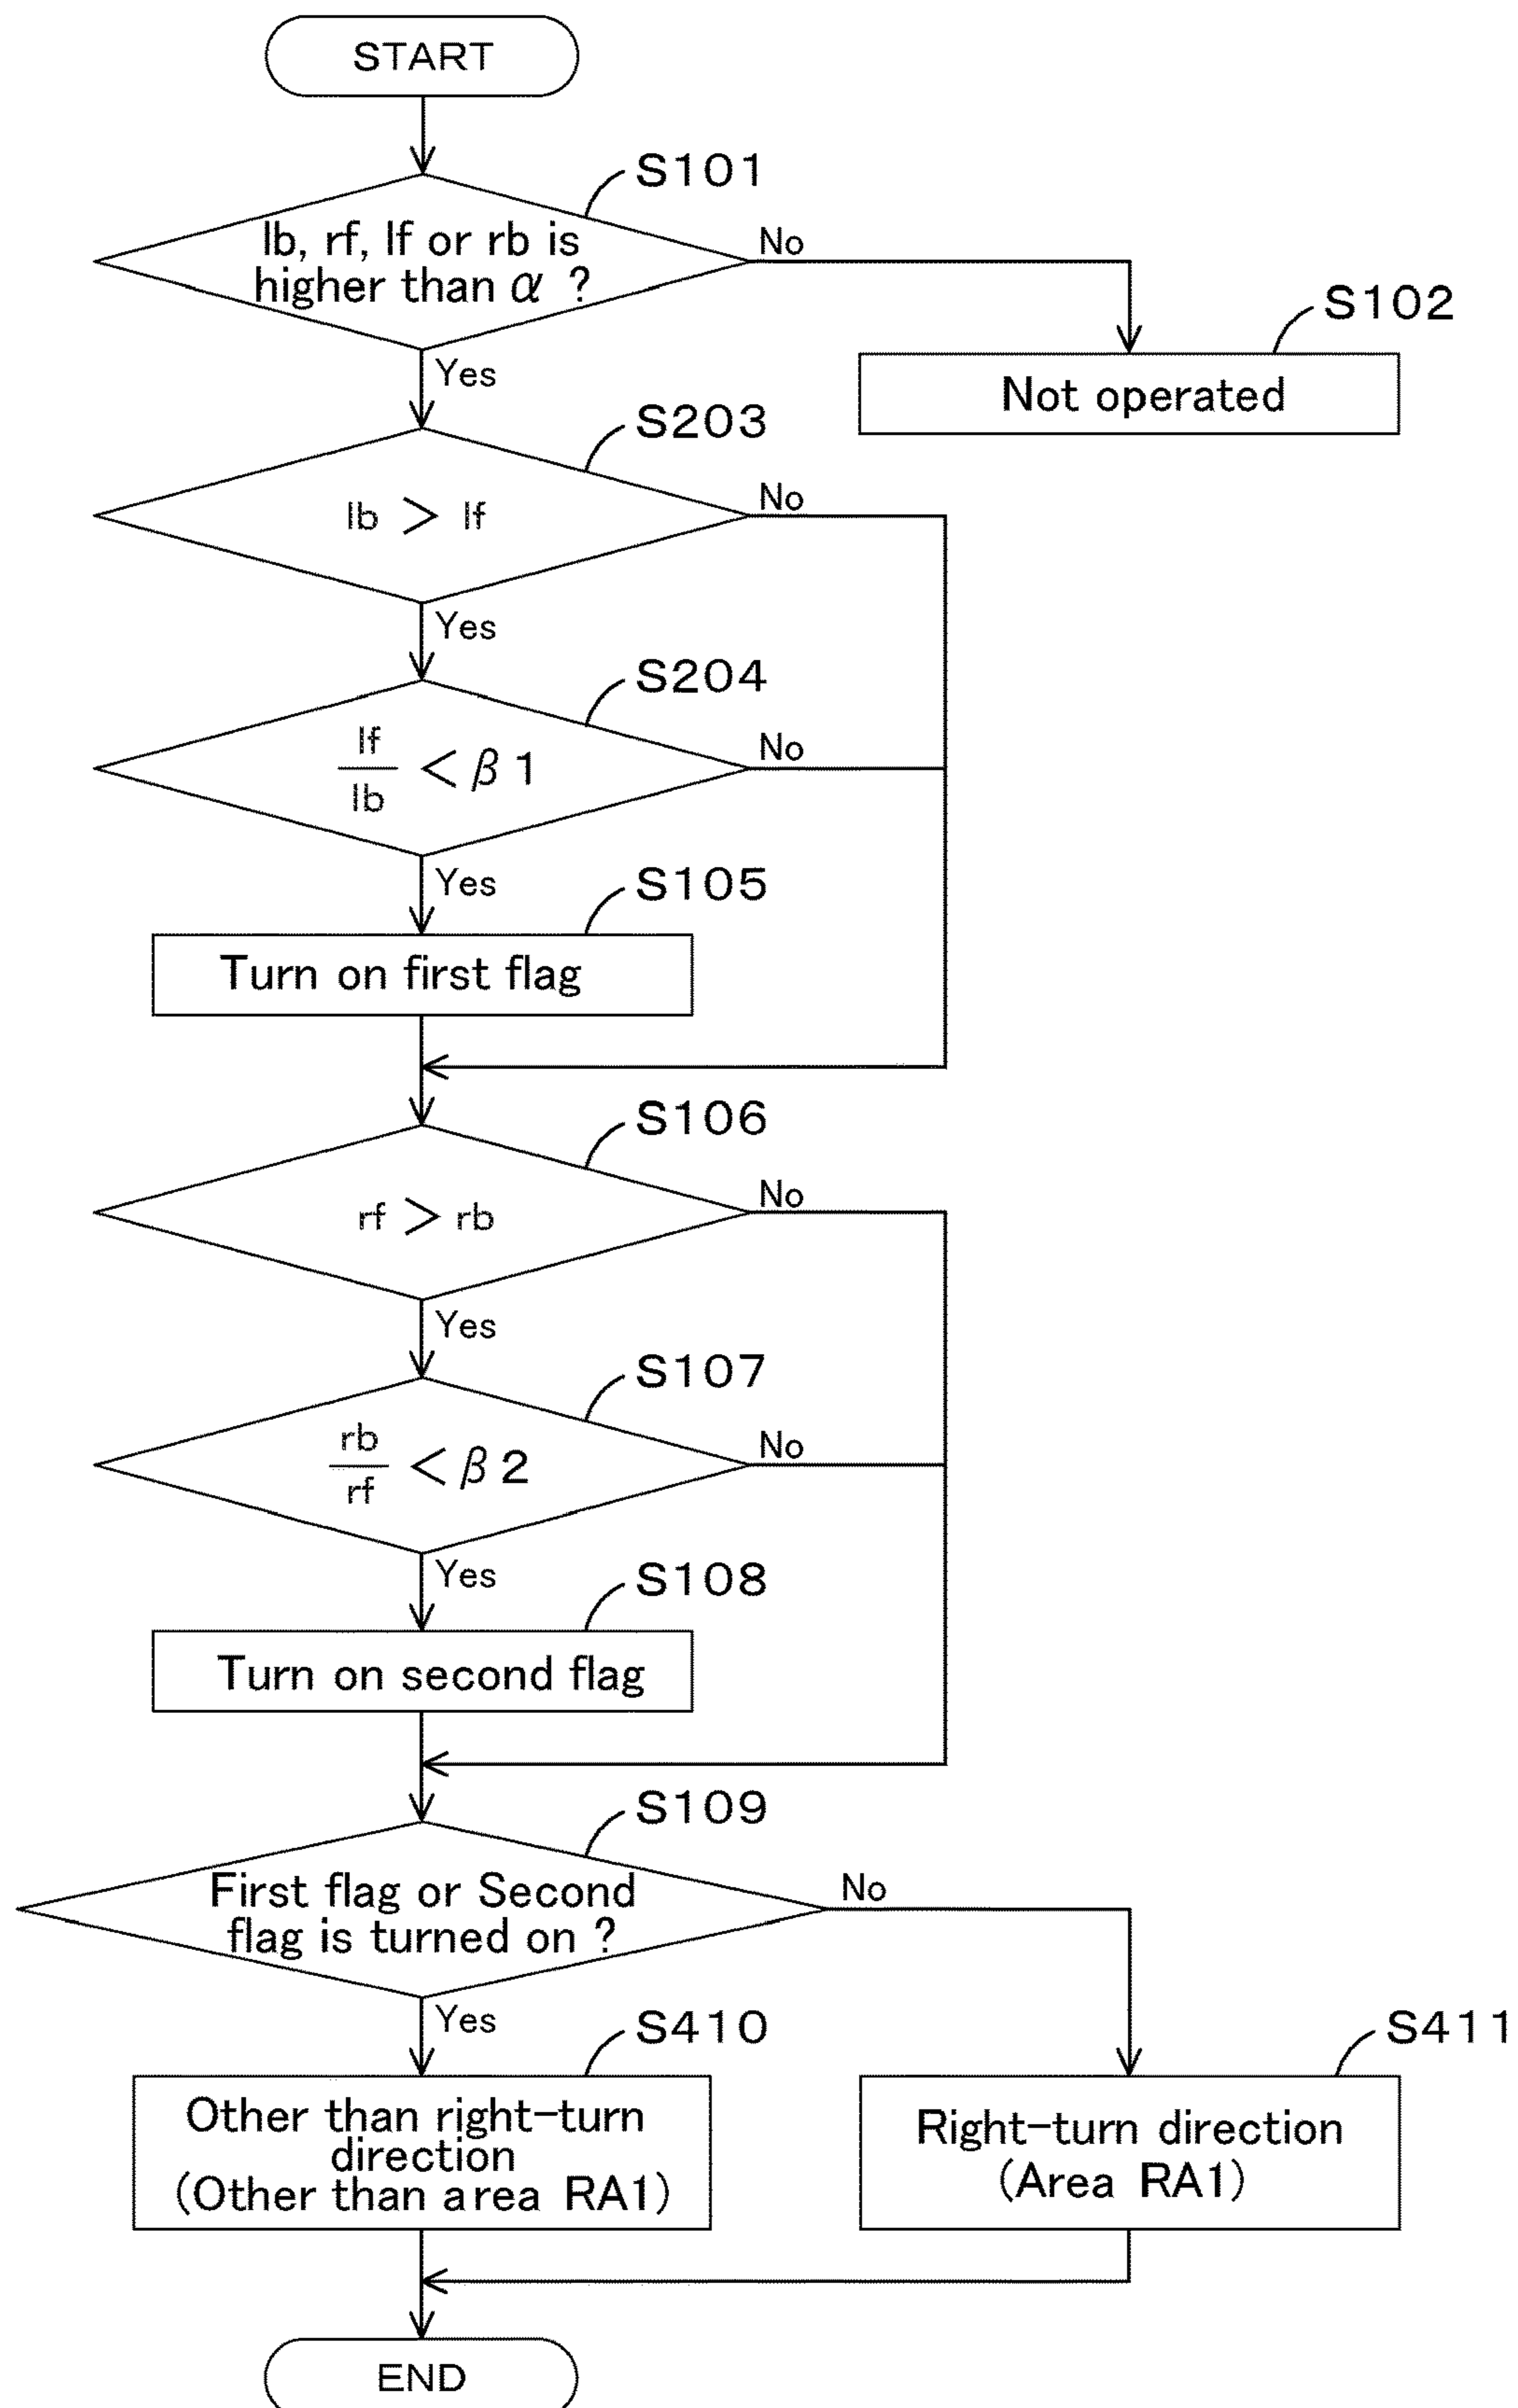 START
S101
lb, rf, lf or rb is
higher than α ?
No
S102
Not operated
Yes
S203
lb > lf
No
Yes
S204
lf
lb
< β 1
No
Yes
S105
Turn on first flag
S106
rf > rb
No
Yes
S107
rb
rf
< β 2
No
Yes
S108
Turn on second flag
S109
First flag or Second
flag is turned on ?
No
Yes
S410
Other than right-turn
direction
(Other than area RA1)
S411
Right-turn direction
(Area RA1)
END